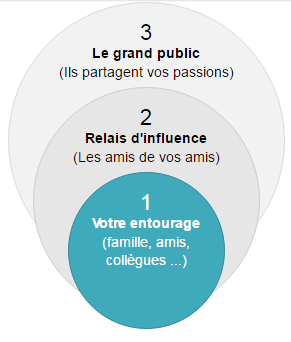 3
Le grand public
(Ils partagent vos passions)
2
Relais d'influence
(Les amis de vos amis)
1
Votre entourage
(famille, amis,
collègues ...)